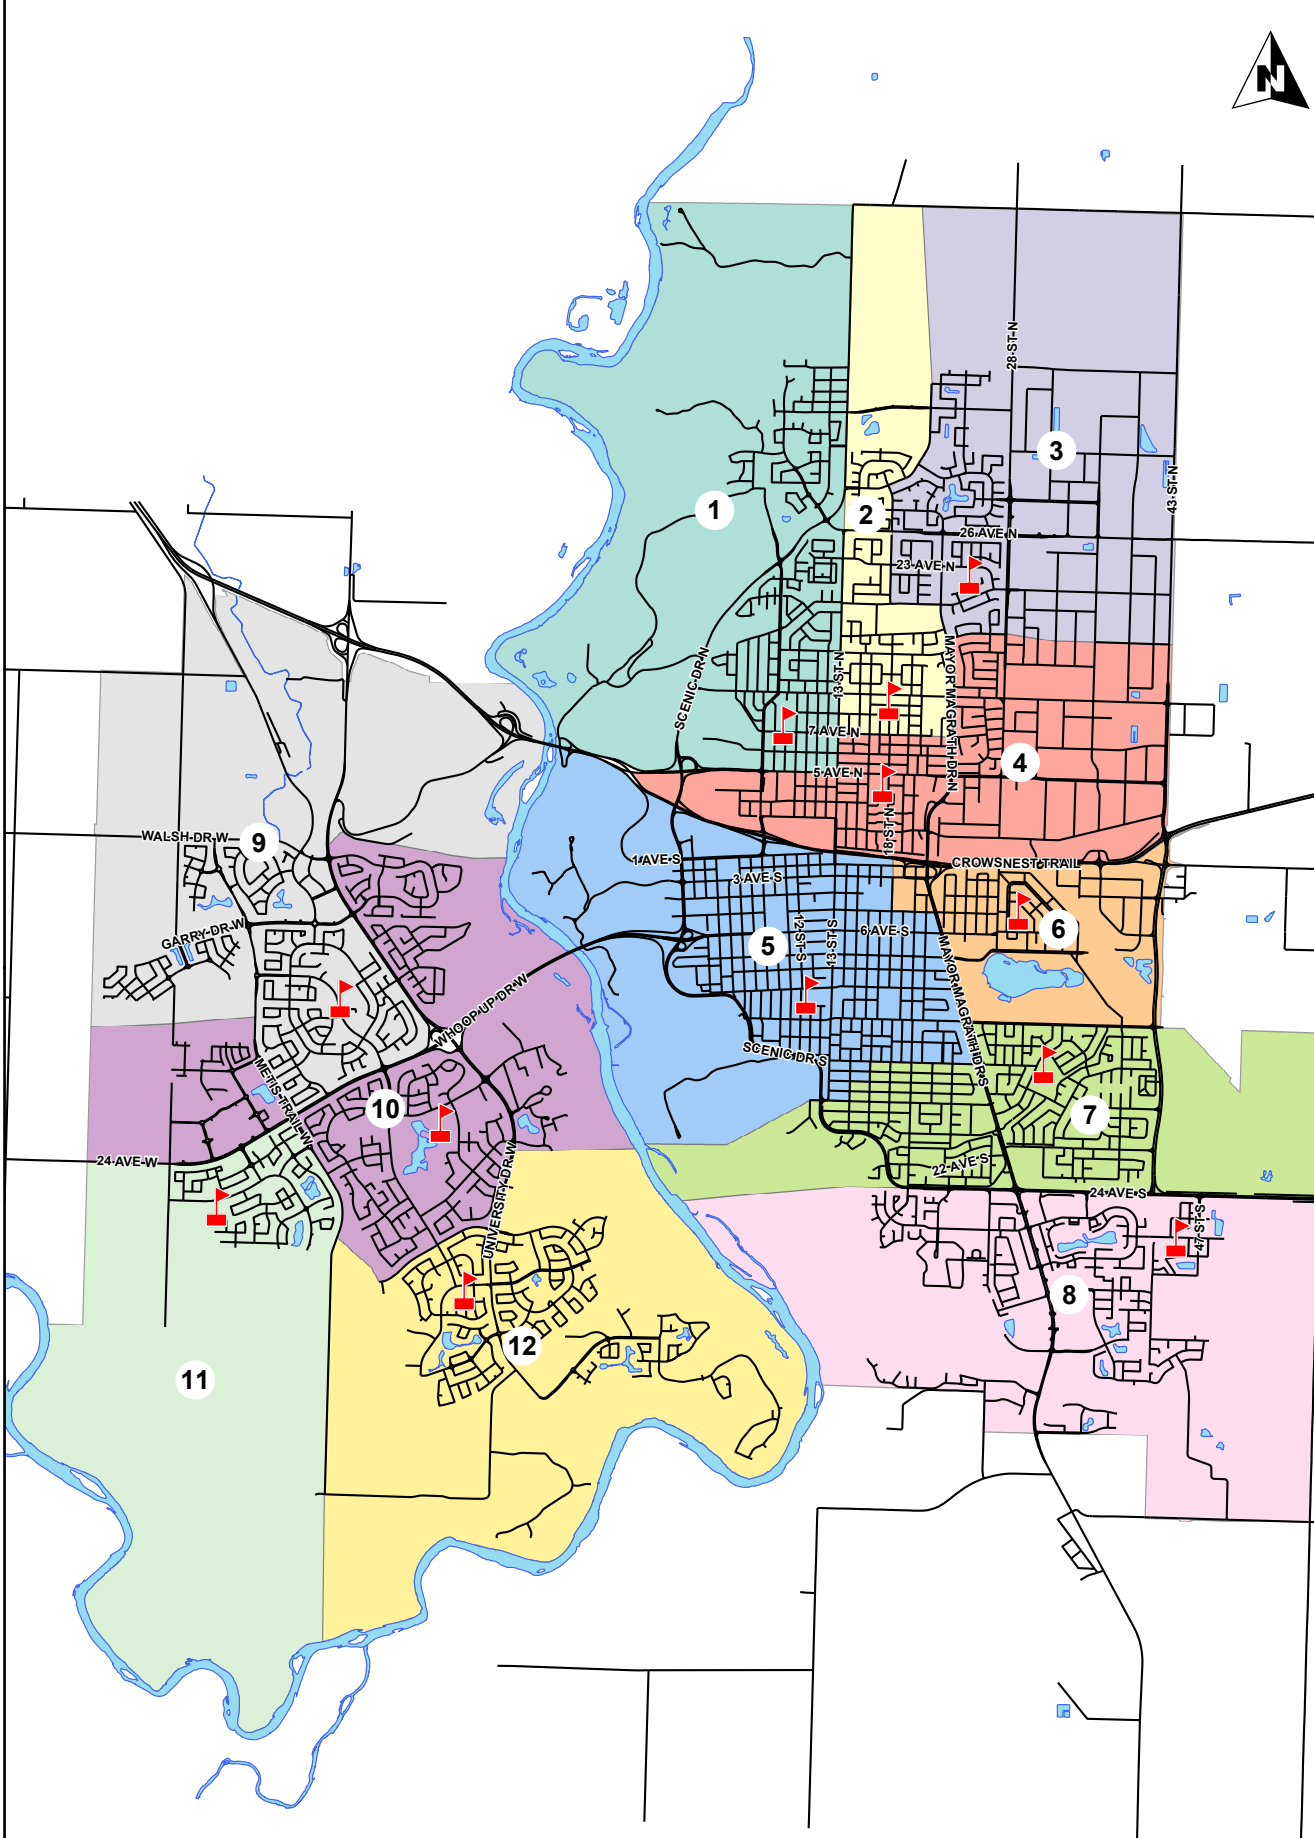 N
28 ST N
3
43 ST N
1
2
26 AVE N
23 AVE N
13 ST N
MAYOR MAGRATH DR N
SCENIC DR N
7 AVE N
5 AVE N
4
18 ST N
WALSH DR W
9
1 AVE S
CROWSNEST TRAIL
3 AVE S
GARRY DR W
12 ST S
13 ST S
6 AVE S
6
5
MAYOR MAGRATH DR S
WHOOP UP DR W
SCENIC DR S
METIS TRAIL W
10
7
24 AVE W
UNIVERSITY DR W
22 AVE S
24 AVE S
47 ST S
8
12
11